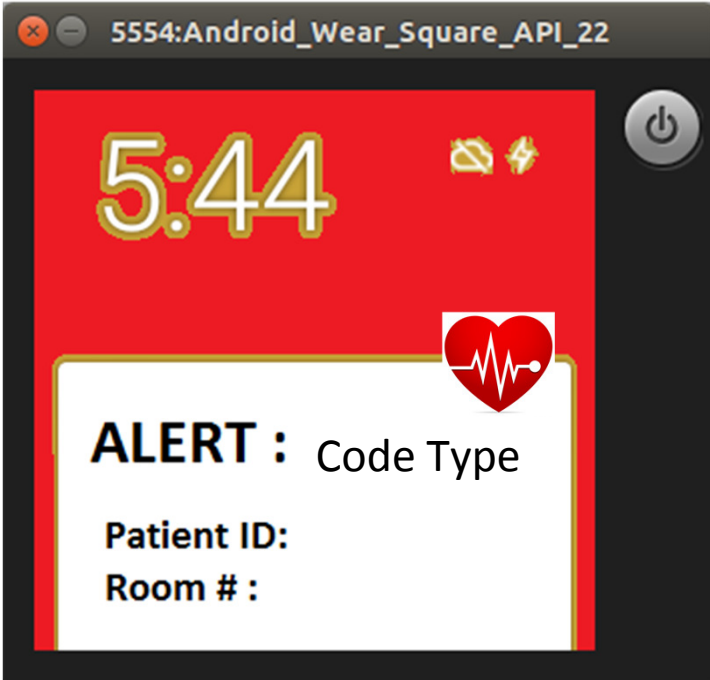 5554:Android_Wear_Square_API_22
5:44
ALERT : Code Type
Patient ID:
Room # :